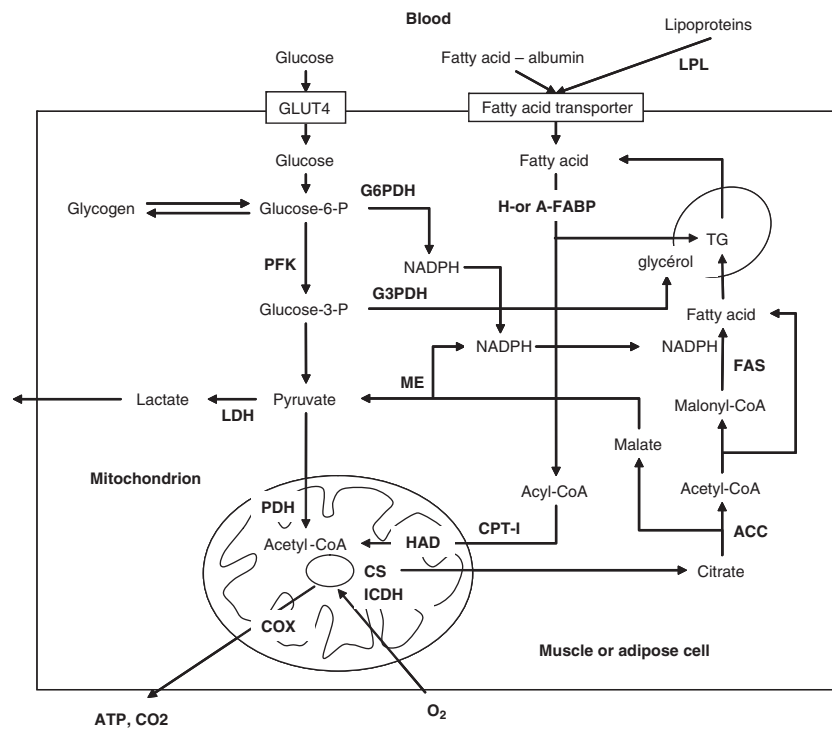 Blood
Lipoproteins
Glucose
Fatty acid – albumin
LPL
GLUT4
Fatty acid transporter
Glucose
Fatty acid
G6PDH
H-or A-FABP
Glycogen
Glucose-6-P
TG
PFK
NADPH
glycérol
G3PDH
Glucose-3-P
Fatty acid
NADPH
NADPH
FAS
ME
Lactate
LDH
Pyruvate
Malonyl-CoA
Malate
Mitochondrion
Acyl-CoA
Acetyl-CoA
PDH
CPT-I
ACC
Acetyl-CoA
HAD
CS
Citrate
ICDH
COX
Muscle or adipose cell
ATP, CO2
O₂